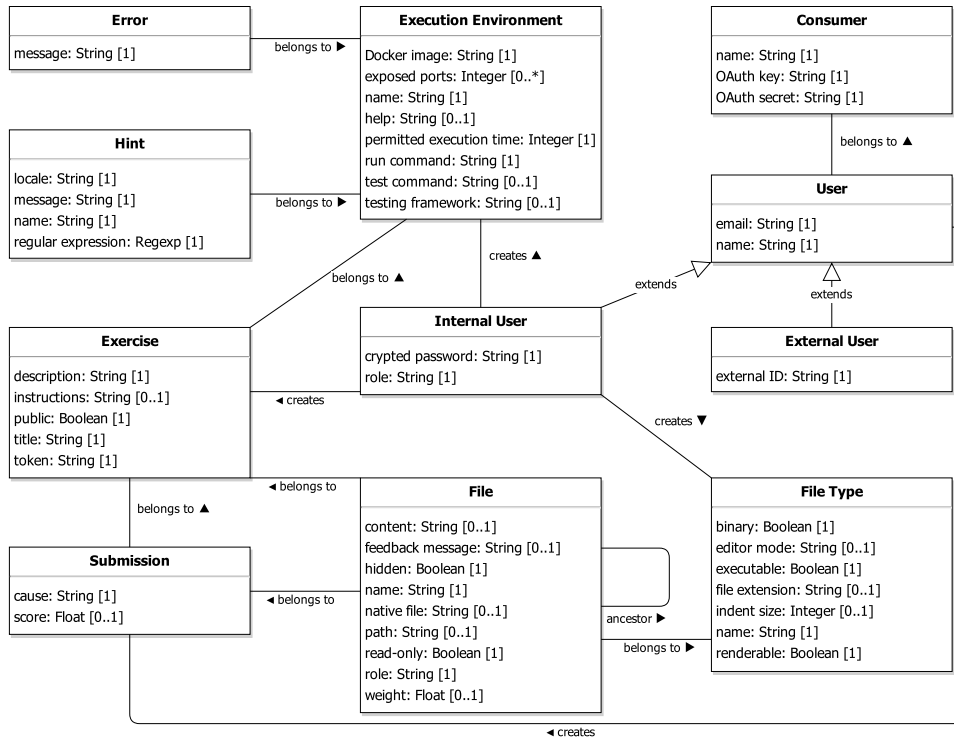 Error
message: String [1]
belongs to ►
Execution Environment
Docker image: String [1]
exposed ports: Integer [0..*]
name: String [1]
help: String [0..1]
permitted execution time: Integer [1]
run command: String [1]
test command: String [0..1]
testing framework: String [0..1]
Consumer
name: String [1]
OAuth key: String [1]
OAuth secret: String [1]
belongs to ▲
Hint
locale: String [1]
message: String [1]
name: String [1]
regular expression: Regexp [1]
belongs to ►
User
email: String [1]
name: String [1]
belongs to ▲
creates ▲
extends
extends
Exercise
description: String [1]
instructions: String [0..1]
public: Boolean [1]
title: String [1]
token: String [1]
Internal User
crypted password: String [1]
role: String [1]
◄ creates
External User
external ID: String [1]
creates ▼
◄ belongs to
belongs to ▲
File
content: String [0..1]
feedback message: String [0..1]
hidden: Boolean [1]
name: String [1]
native file: String [0..1]
path: String [0..1]
read-only: Boolean [1]
role: String [1]
weight: Float [0..1]
File Type
binary: Boolean [1]
editor mode: String [0..1]
executable: Boolean [1]
file extension: String [0..1]
indent size: Integer [0..1]
name: String [1]
renderable: Boolean [1]
Submission
cause: String [1]
score: Float [0..1]
◄ belongs to
ancestor ►
belongs to ►
◄ creates